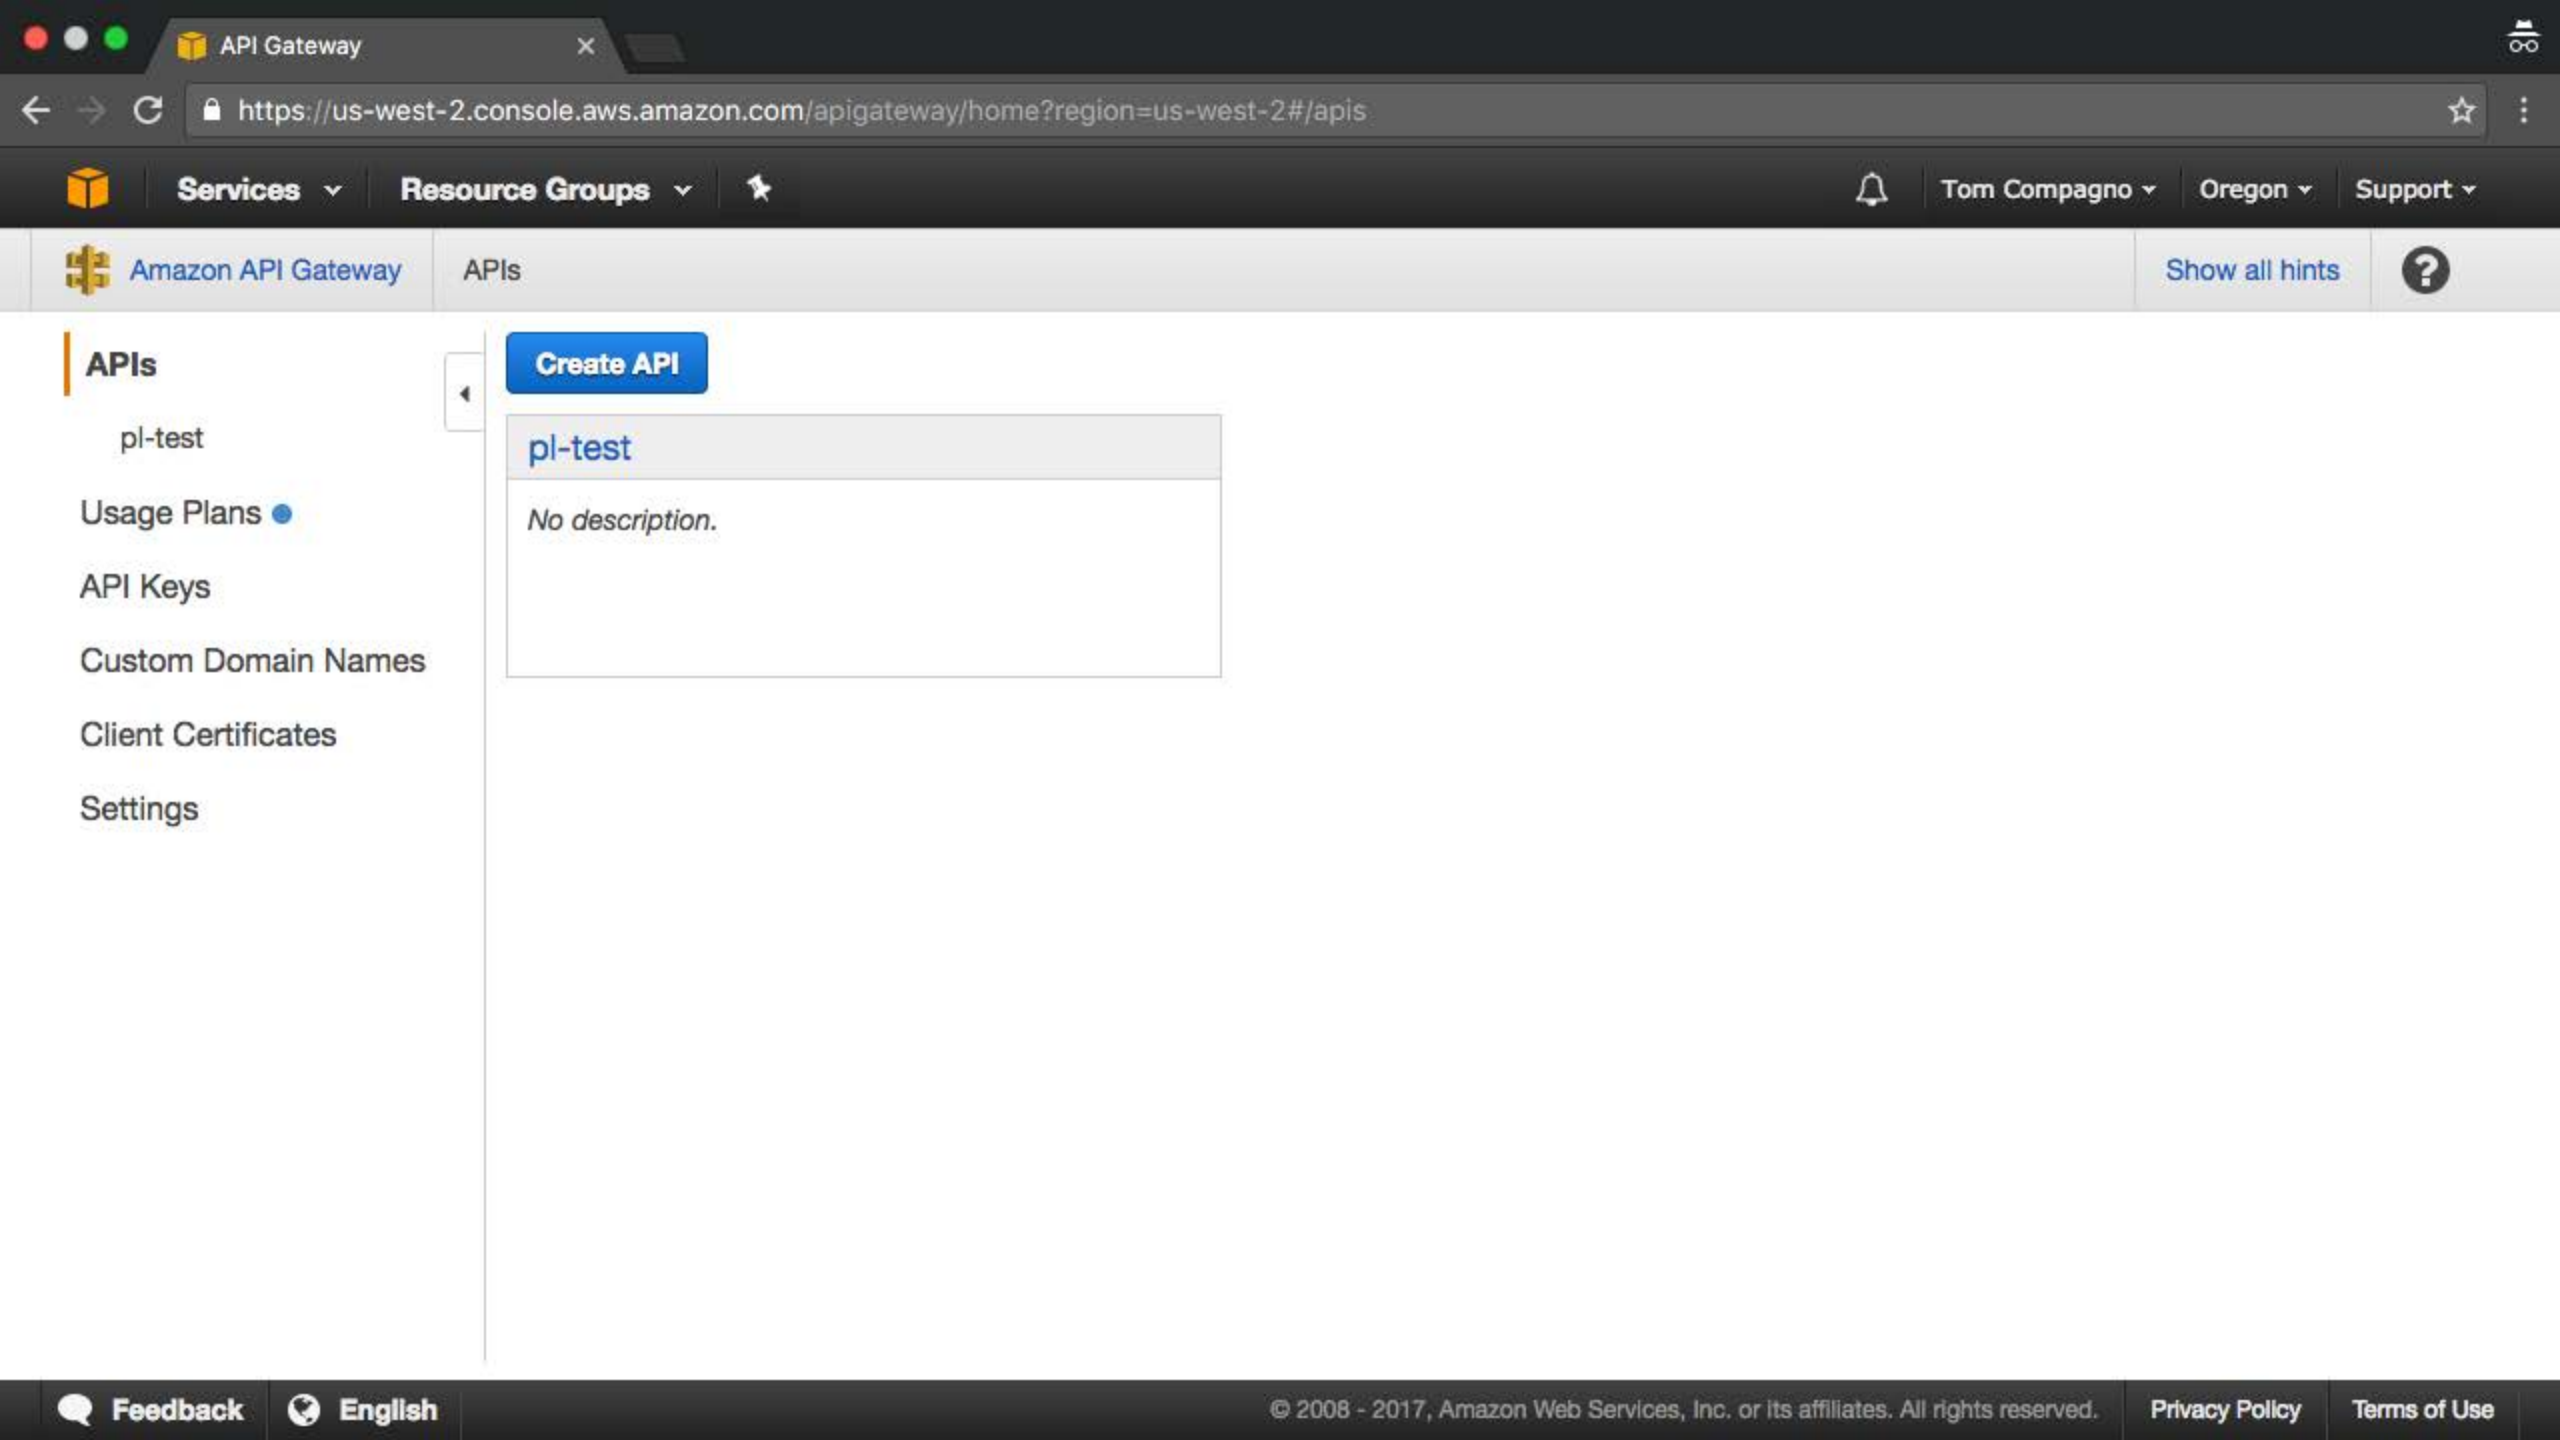 API Gateway
https://us-west-2.console.aws.amazon.com/apigateway/home?region=us-west-2#/apis
Services Resource Groups Tom Compagno Oregon Support
Amazon API Gateway APIs Show all hints ?
APIs
Create API
pl-test
pl-test
Usage Plans
No description.
API Keys
Custom Domain Names
Client Certificates
Settings
Feedback English © 2008 - 2017, Amazon Web Services, Inc. or its affiliates. All rights reserved. Privacy Policy Terms of Use